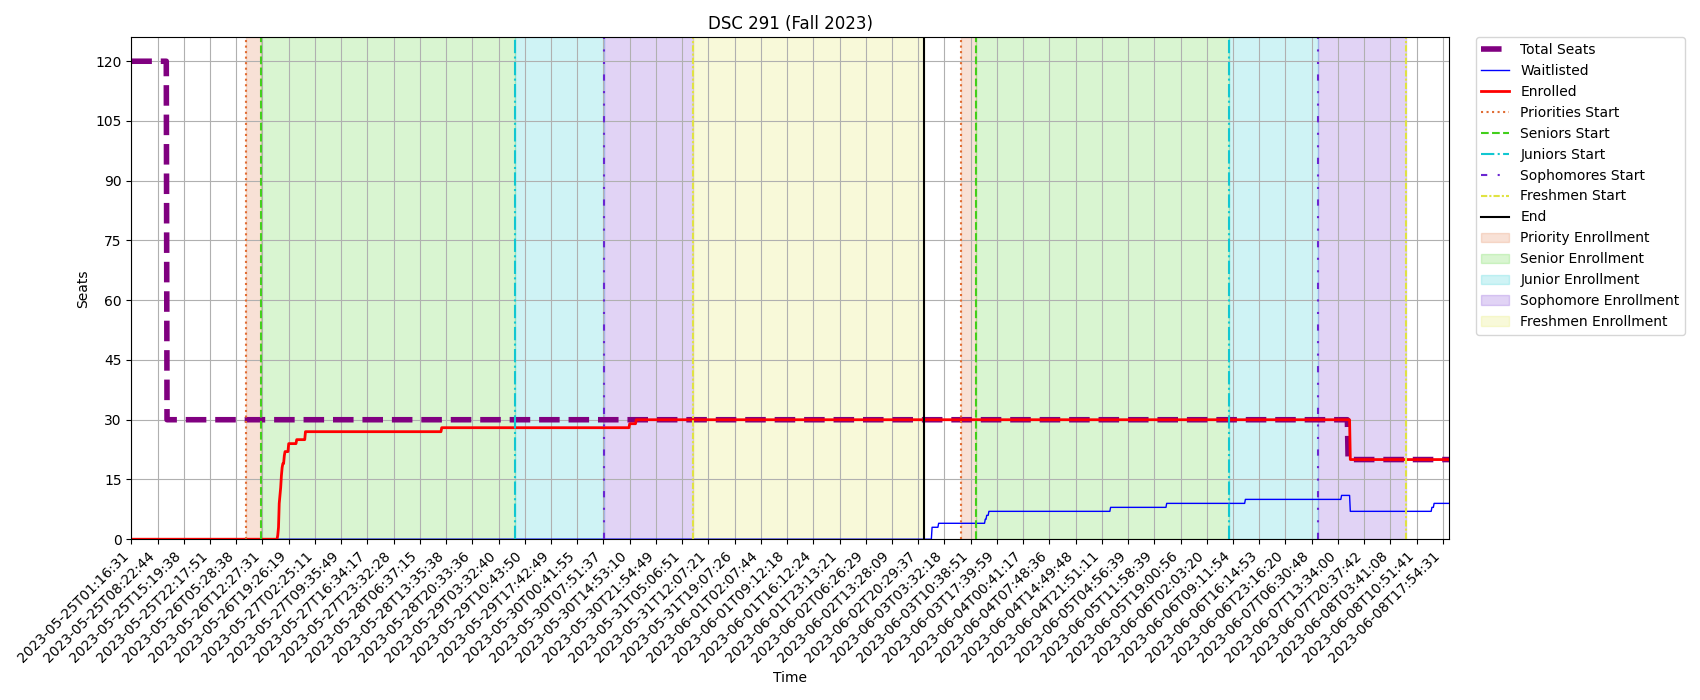 DSC 291 (Fall 2023)
120
105
90
75
60
45
30
15
0
Seats
2023-05-25T01:16:31
2023-05-25T08:22:44
2023-05-25T15:19:38
2023-05-25T22:17:51
2023-05-26T05:28:38
2023-05-26T12:27:31
2023-05-26T19:26:19
2023-05-27T02:25:11
2023-05-27T09:35:49
2023-05-27T16:34:17
2023-05-27T23:32:28
2023-05-28T06:37:15
2023-05-28T13:35:38
2023-05-28T20:33:36
2023-05-29T03:32:40
2023-05-29T10:43:50
2023-05-29T17:42:49
2023-05-30T00:41:55
2023-05-30T07:51:37
2023-05-30T14:53:10
2023-05-30T21:54:49
2023-05-31T05:06:51
2023-05-31T12:07:21
2023-05-31T19:07:26
2023-06-01T02:07:44
2023-06-01T09:12:18
2023-06-01T16:12:24
2023-06-01T23:13:21
2023-06-02T06:26:29
2023-06-02T13:28:09
2023-06-02T20:29:37
2023-06-03T03:32:18
2023-06-03T10:38:51
2023-06-03T17:39:59
2023-06-04T00:41:17
2023-06-04T07:48:36
2023-06-04T14:49:48
2023-06-04T21:51:11
2023-06-05T04:56:39
2023-06-05T11:58:39
2023-06-05T19:00:56
2023-06-06T02:03:20
2023-06-06T09:11:54
2023-06-06T16:14:53
2023-06-06T23:16:20
2023-06-07T06:30:48
2023-06-07T13:34:00
2023-06-07T20:37:42
2023-06-08T03:41:08
2023-06-08T10:51:41
2023-06-08T17:54:31
Time
Total Seats
Waitlisted
Enrolled
Priorities Start
Seniors Start
Juniors Start
Sophomores Start
Freshmen Start
End
Priority Enrollment
Senior Enrollment
Junior Enrollment
Sophomore Enrollment
Freshmen Enrollment